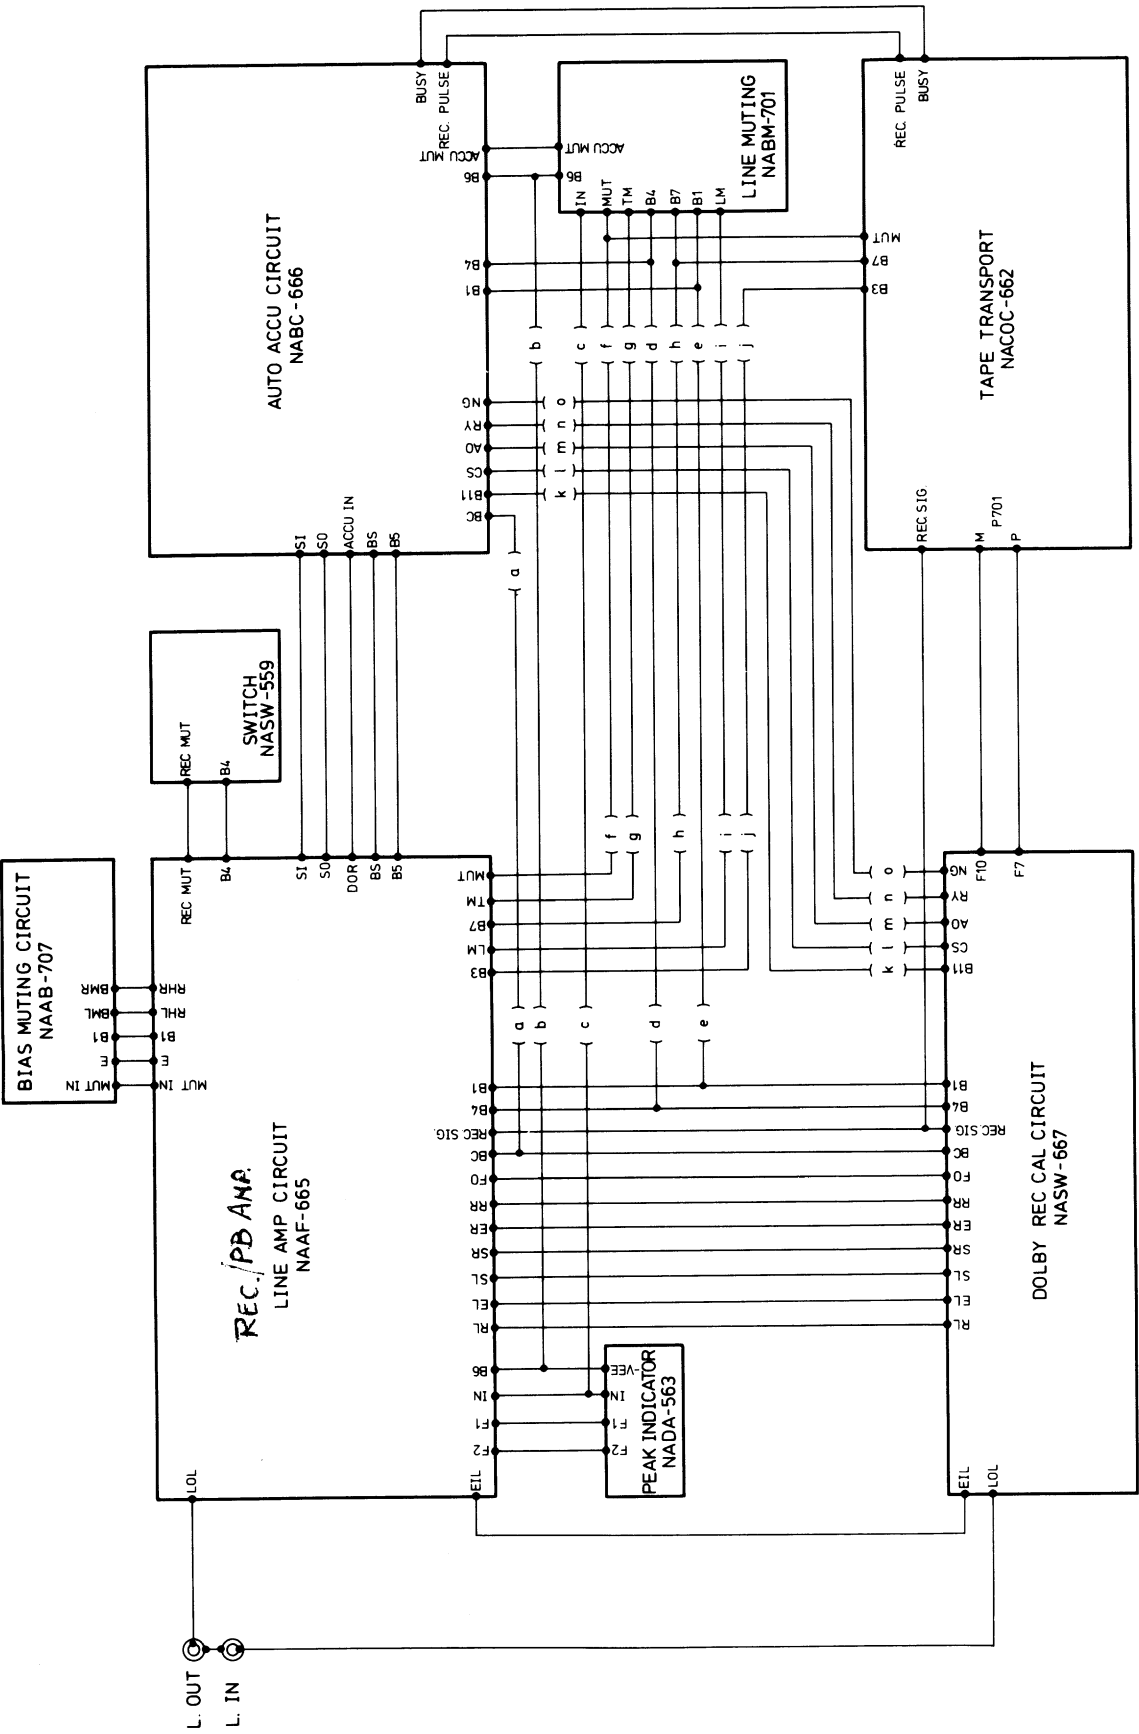 BUSY
REC. PULSE
ACCU MUT
B6
B4
B1
AUTO ACCU CIRCUIT
NABC-666
NG
RY
AO
CS
B11
BC
SI
SO
ACCU IN
BS
B5
ACCU MUT
B6
IN
MUT
TM
B4
B7
B1
LM
LINE MUTING
NABM-701
REC. PULSE
BUSY
MUT
B7
B3
TAPE TRANSPORT
NACOC-662
REC SIG.
M
P701
P
b
c
f
g
d
h
e
i
j
o
n
m
l
k
a
REC MUT
B4
SWITCH
NASW-559
BIAS MUTING CIRCUIT
NAAB-707
BMR
BML
B1
E
MUT IN
RHR
RHL
B1
E
MUT IN
REC MUT
B4
SI
SO
DOR
BS
B5
MUT
TM
B7
LM
B3
f
g
h
i
j
a
b
c
d
e
o
n
m
l
k
NG
RY
AO
CS
B11
F10
F7
B1
B4
REC.SIG.
BC
FO
RR
ER
SR
SL
EL
RL
B6
IN
F1
F2
REC./PB AMP.
LINE AMP CIRCUIT
NAAF-665
LOL
EIL
B1
B4
REC.SIG
BC
FO
RR
ER
SR
SL
EL
RL
DOLBY REC CAL CIRCUIT
NASW-667
EIL
LOL
-VEE
IN
F1
F2
PEAK INDICATOR
NADA-563
L. OUT
L. IN